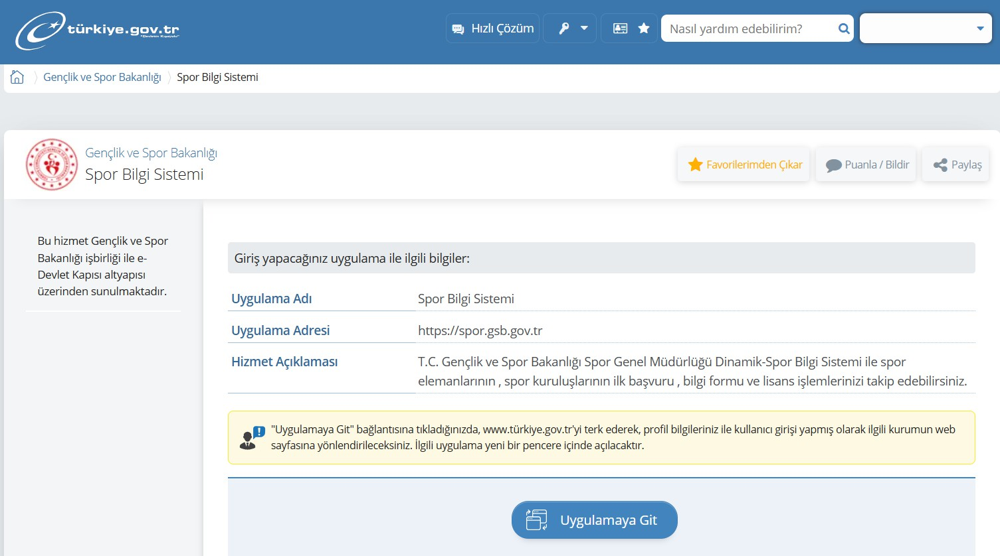 türkiye.gov.tr
"Devletin Kısayolu"
Hızlı Çözüm
Nasıl yardım edebilirim?
Gençlik ve Spor Bakanlığı
Spor Bilgi Sistemi
Gençlik ve Spor Bakanlığı
Spor Bilgi Sistemi
Favorilerimden Çıkar
Puanla / Bildir
Paylaş
Bu hizmet Gençlik ve Spor
Bakanlığı işbirliği ile e-
Devlet Kapısı altyapısı
üzerinden sunulmaktadır.
Giriş yapacağınız uygulama ile ilgili bilgiler:
Uygulama Adı
Spor Bilgi Sistemi
Uygulama Adresi
https://spor.gsb.gov.tr
Hizmet Açıklaması
T.C. Gençlik ve Spor Bakanlığı Spor Genel Müdürlüğü Dinamik-Spor Bilgi Sistemi ile spor
elemanlarının , spor kuruluşlarının ilk başvuru , bilgi formu ve lisans işlemlerinizi takip edebilirsiniz.
"Uygulamaya Git" bağlantısına tıkladığınızda, www.türkiye.gov.tr'yi terk ederek, profil bilgileriniz ile kullanıcı girişi yapmış olarak ilgili kurumun web
sayfasına yönlendirileceksiniz. İlgili uygulama yeni bir pencere içinde açılacaktır.
Uygulamaya Git